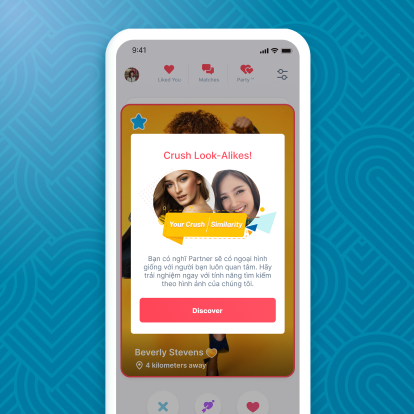 9:41
Liked You
Matches
Party ?
Crush Look-Alikes!
Your Crush
Similarity
Bạn có nghĩ Partner sẽ có ngoại hình
giống với người bạn luôn quan tâm. Hãy
trải nghiệm ngay với tính năng tìm kiếm
theo hình ảnh của chúng tôi.
Discover
Beverly Stevens
4 kilometers away